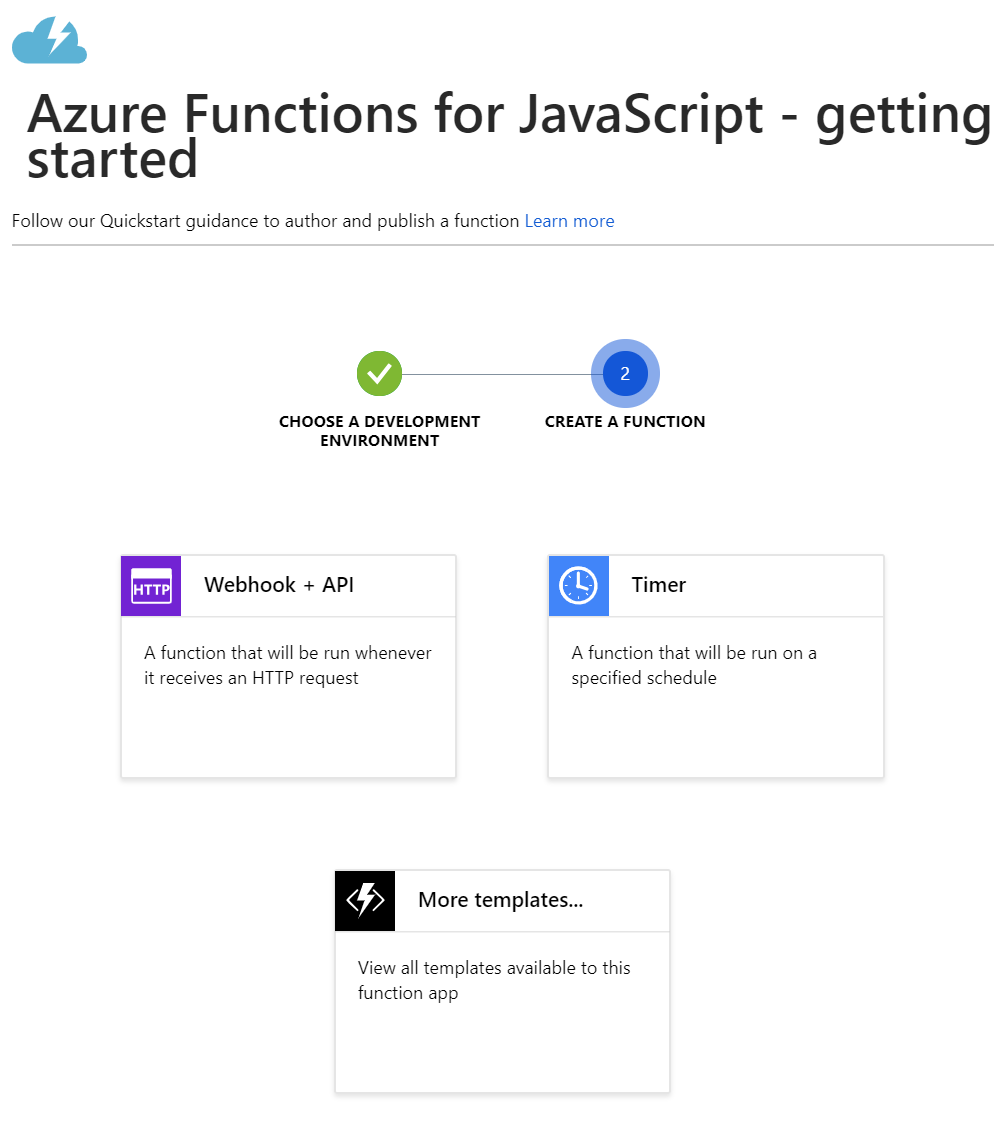 Azure Functions for JavaScript - getting
started
Follow our Quickstart guidance to author and publish a function Learn more
2
CHOOSE A DEVELOPMENT
ENVIRONMENT
CREATE A FUNCTION
HTTP
Webhook + API
A function that will be run whenever
it receives an HTTP request
Timer
A function that will be run on a
specified schedule
More templates...
View all templates available to this
function app